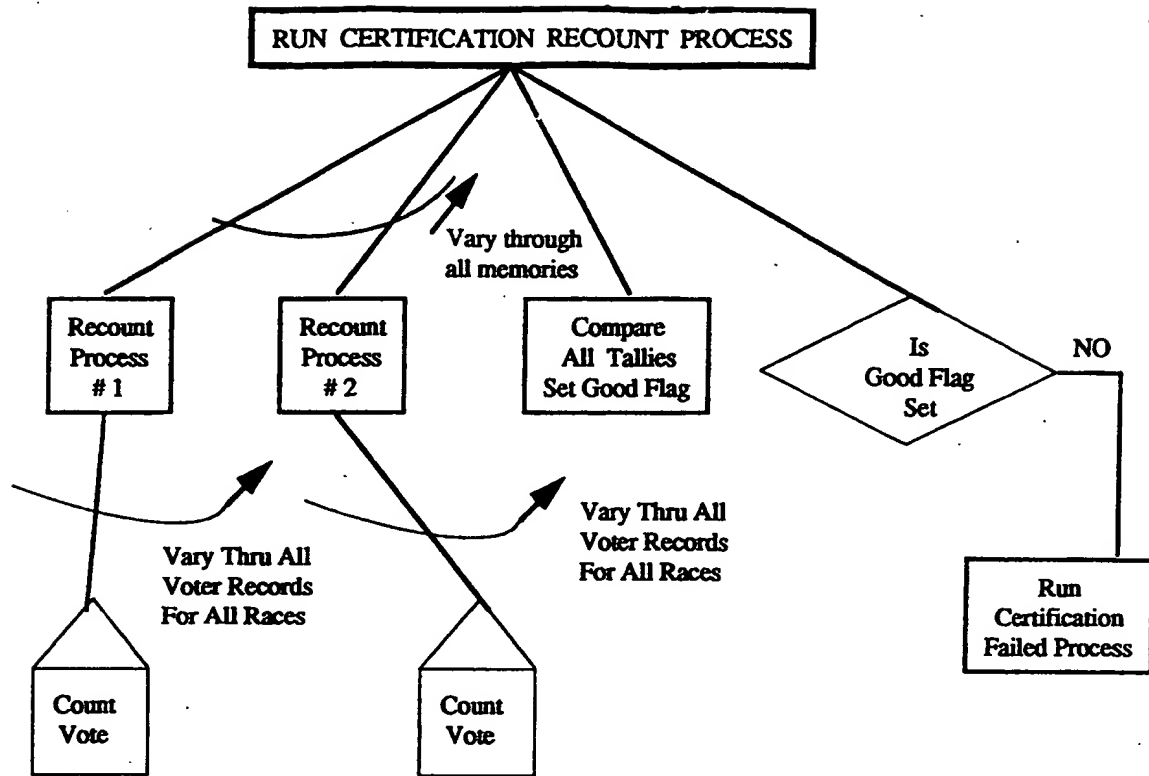 RUN CERTIFICATION RECOUNT PROCESS
Vary through
all memories
Recount
Process
# 1
Recount
Process
# 2
Compare
All Tallies
Set Good Flag
Is
Good Flag
Set
NO
Vary Thru All
Voter Records
For All Races
Vary Thru All
Voter Records
For All Races
Run
Certification
Failed Process
Count
Vote
Count
Vote